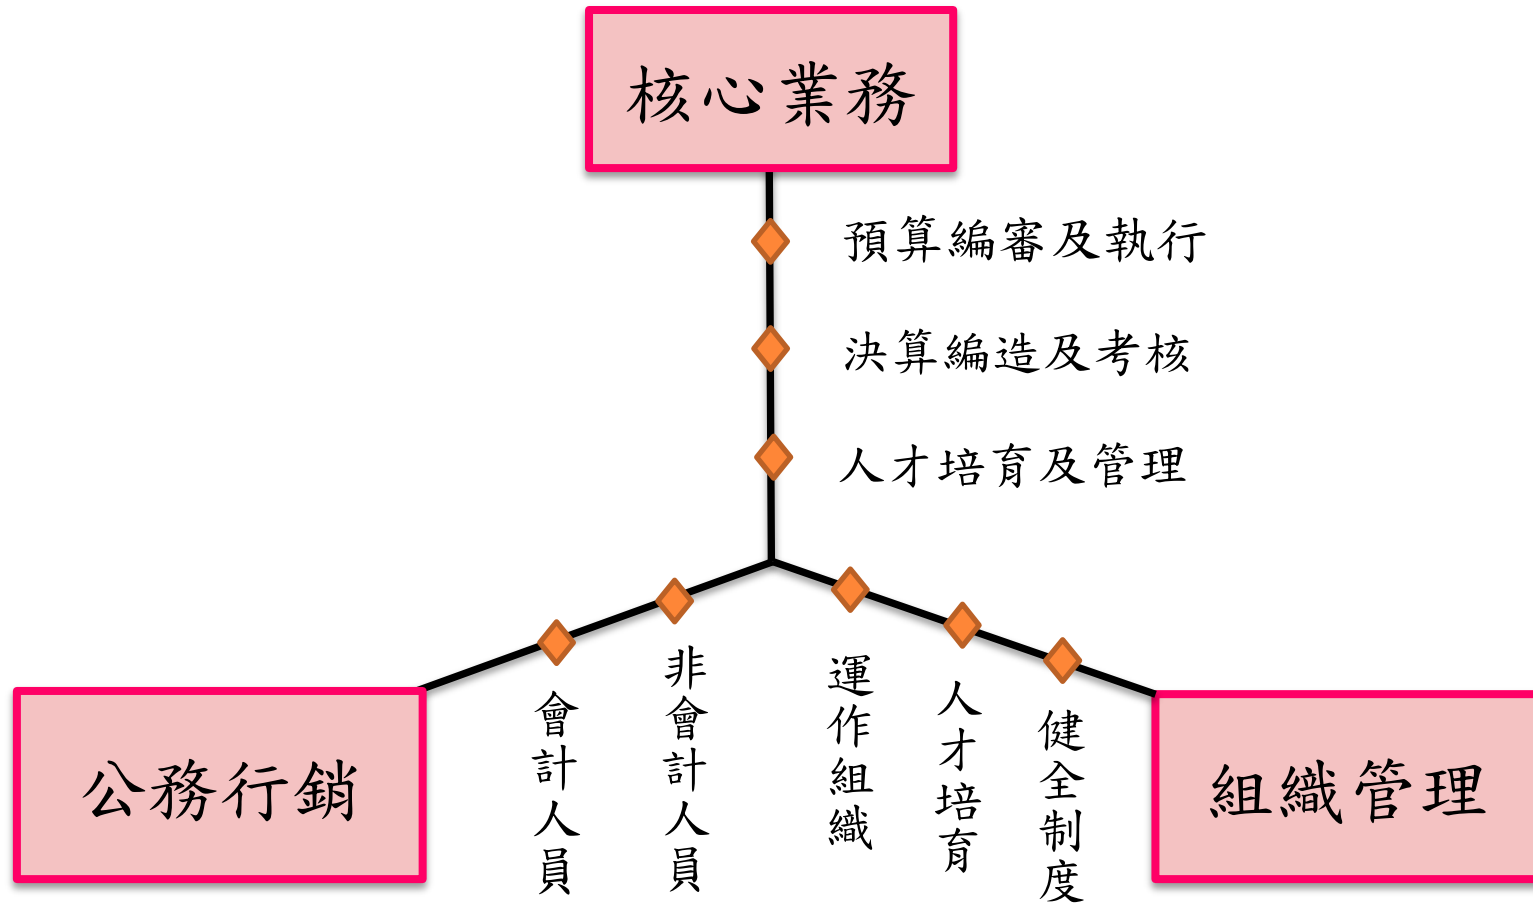 核心業務
預算編審及執行
決算編造及考核
人才培育及管理
公務行銷
會計人員
非會計人員
運作組織
人才培育
健全制度
組織管理